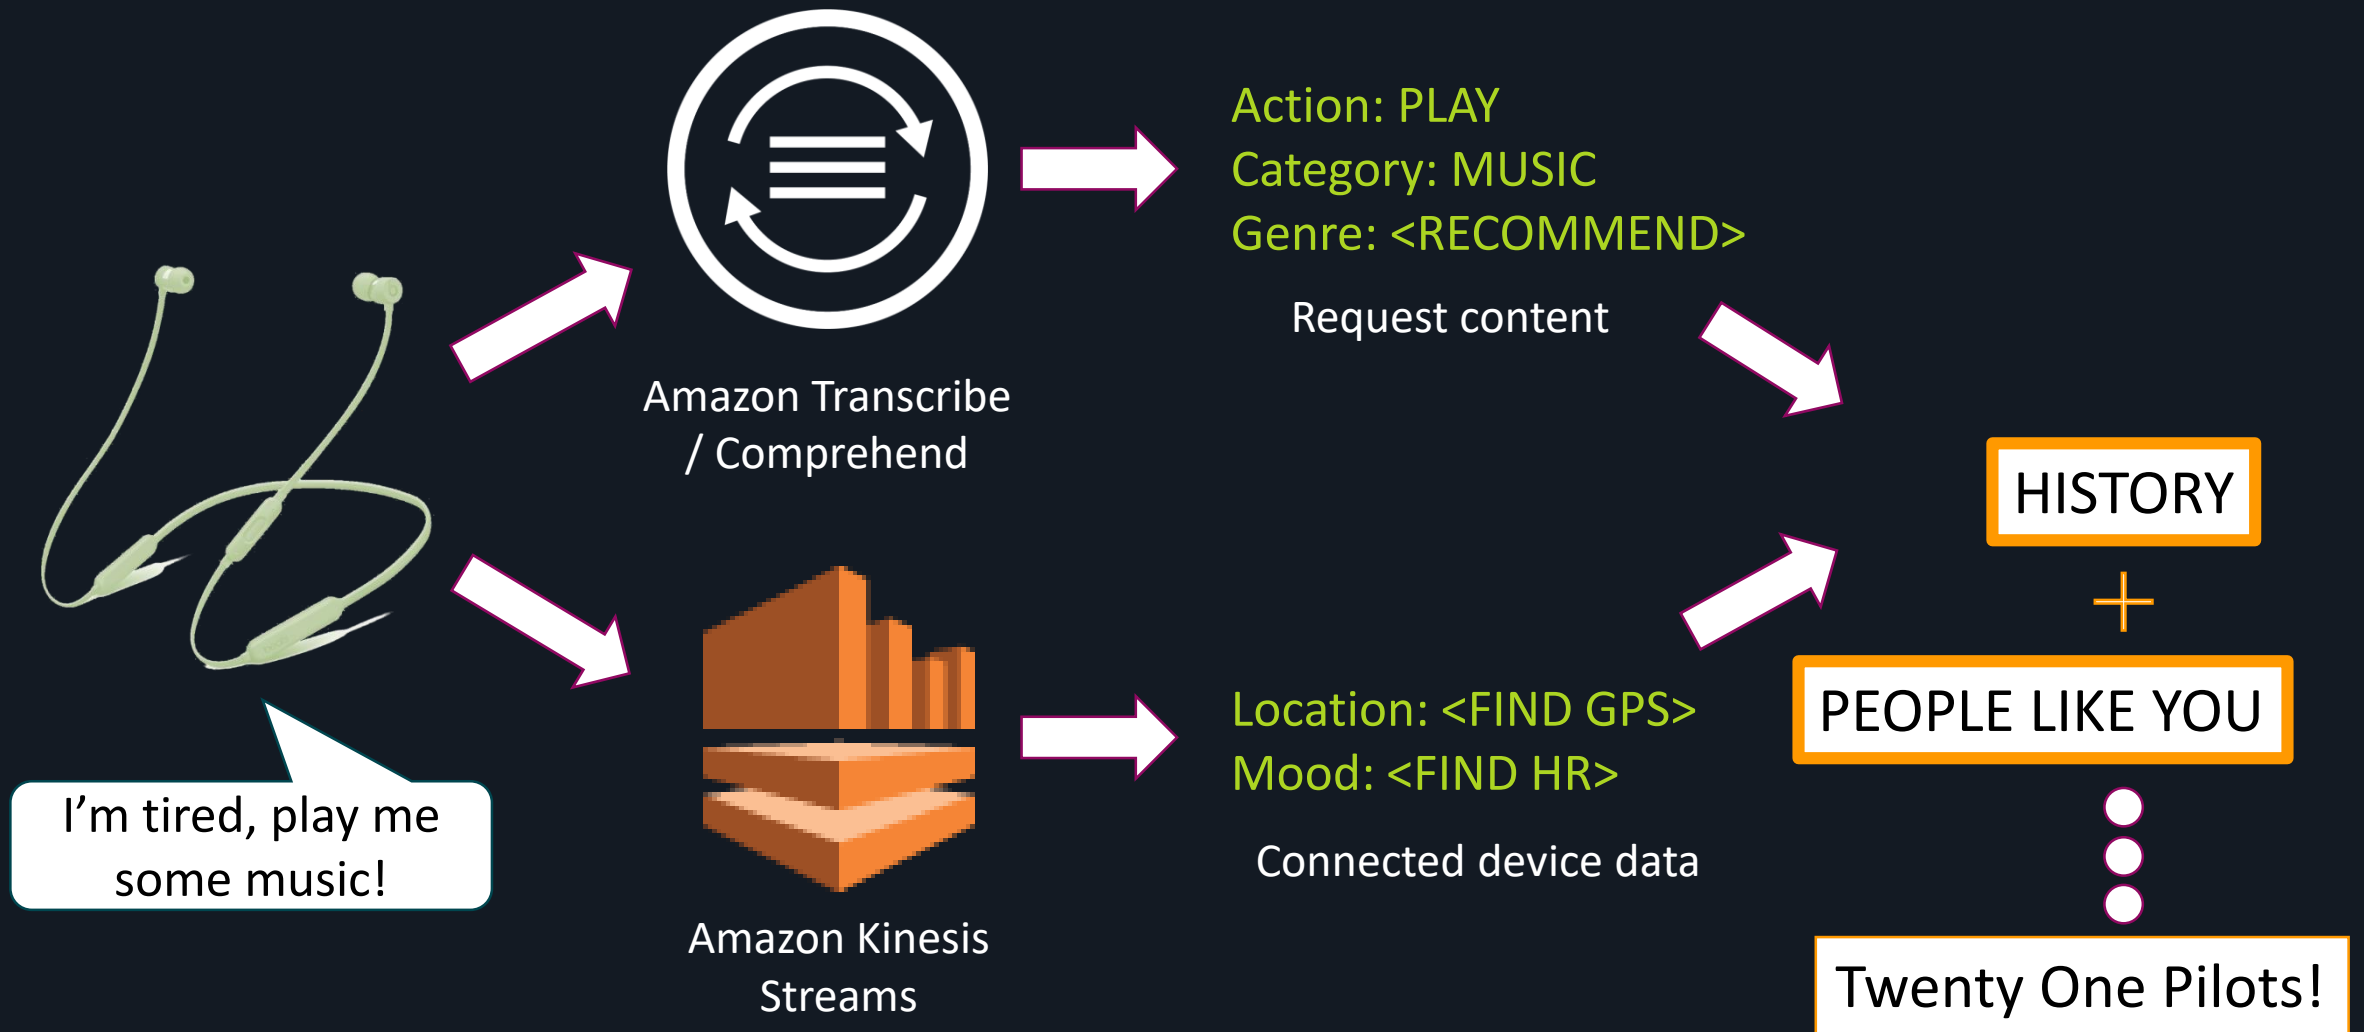 Action: PLAY
Category: MUSIC
Genre: <RECOMMEND>
Request content
Amazon Transcribe
/ Comprehend
HISTORY
+
PEOPLE LIKE YOU
Location: <FIND GPS>
Mood: <FIND HR>
Connected device data
I'm tired, play me
some music!
Amazon Kinesis
Streams
Twenty One Pilots!